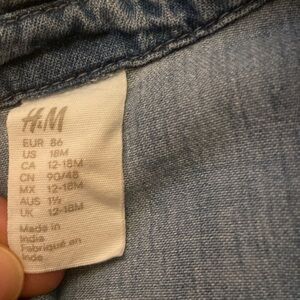 H&M
EUR 86
US 18M
CA 12-18M
CN 90/48
MX 12-18M
AUS 1½
UK 12-18M
Made in
India
Fabriqué en
Inde